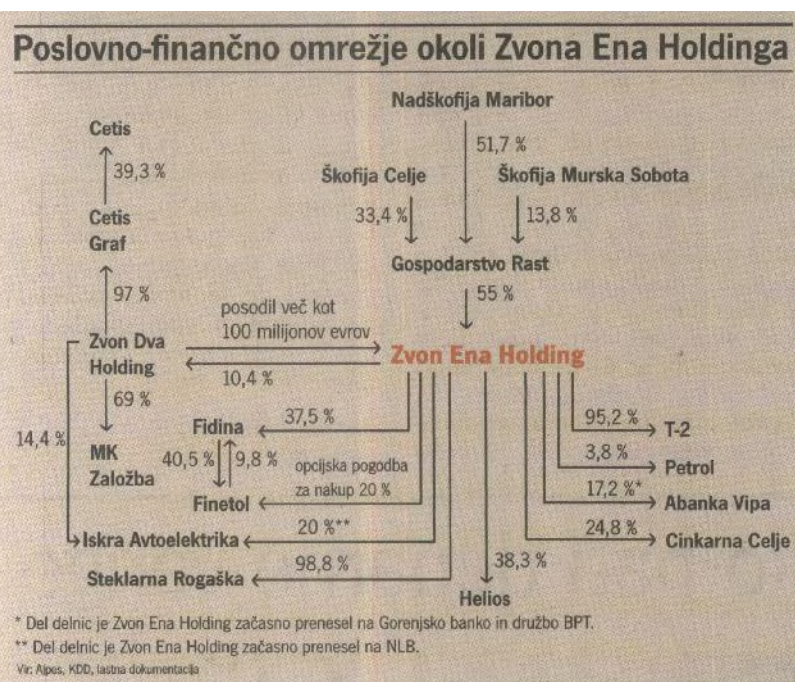 Poslovno-finančno omrežje okoli Zvona Ena Holdinga
Nadškofija Maribor
Cetis
51,7 %
39,3 %
Škofija Celje
Škofija Murska Sobota
33,4 %
13,8 %
Cetis
Graf
Gospodarstvo Rast
97 %
55 %
posodil več kot
100 milijonov evrov
Zvon Dva
Holding
Zvon Ena Holding
10,4 %
69 %
14,4 %
MK
Založba
Fidina
37,5 %
40,5 %
9,8 %
opcijska pogodba
za nakup 20 %
Finetol
95,2 %
T-2
3,8 %
Petrol
17,2 %*
Abanka Vipa
20 %**
Iskra Avtoelektrika
24,8 %
Cinkarna Celje
98,8 %
Steklarna Rogaška
38,3 %
Helios
* Del delnic je Zvon Ena Holding začasno prenesel na Gorenjsko banko in družbo BPT.
** Del delnic je Zvon Ena Holding začasno prenesel na NLB.
Vir: Ajpes, KDD, lastna dokumentacija